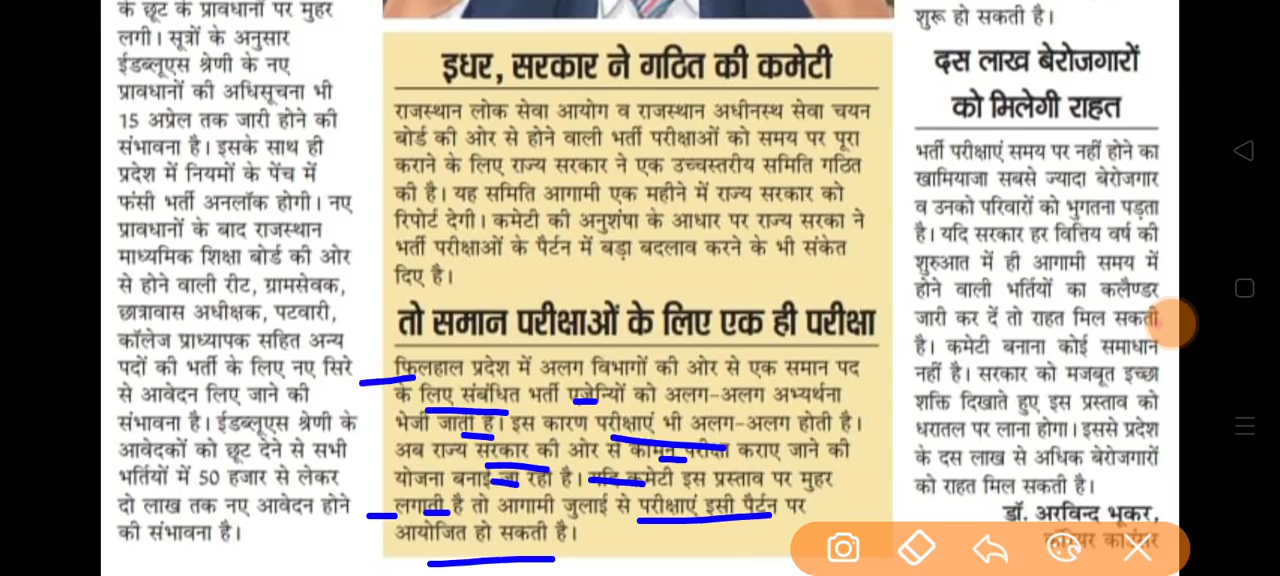 के छूट के प्रावधानों पर मुहर
लगी। सूत्रों के अनुसार
ईडब्लूएस श्रेणी के नए
प्रावधानों की अधिसूचना भी
15 अप्रेल तक जारी होने की
संभावना है। इसके साथ ही
प्रदेश में नियमों के पेंच में
फंसी भर्ती अनलॉक होगी। नए
प्रावधानों के बाद राजस्थान
माध्यमिक शिक्षा बोर्ड की ओर
से होने वाली रीट, ग्रामसेवक,
छात्रावास अधीक्षक, पटवारी,
कॉलेज प्राध्यापक सहित अन्य
पदों की भर्ती के लिए नए सिरे
से आवेदन लिए जाने की
संभावना है। ईडब्लूएस श्रेणी के
आवेदकों को छूट देने से सभी
भर्तियों में 50 हजार से लेकर
दो लाख तक नए आवेदन होने
की संभावना है।
इधर, सरकार ने गठित की कमेटी
राजस्थान लोक सेवा आयोग व राजस्थान अधीनस्थ सेवा चयन
बोर्ड की ओर से होने वाली भर्ती परीक्षाओं को समय पर पूरा
कराने के लिए राज्य सरकार ने एक उच्चस्तरीय समिति गठित
की है। यह समिति आगामी एक महीने में राज्य सरकार को
रिपोर्ट देगी। कमेटी की अनुशंषा के आधार पर राज्य सरका ने
भर्ती परीक्षाओं के पैर्टन में बड़ा बदलाव करने के भी संकेत
दिए है।
तो समान परीक्षाओं के लिए एक ही परीक्षा
फिलहाल प्रदेश में अलग विभागों की ओर से एक समान पद
के लिए संबंधित भर्ती एजेन्यिों को अलग-अलग अभ्यर्थना
भेजी जाती है। इस कारण परीक्षाएं भी अलग-अलग होती है।
अब राज्य सरकार की ओर से कॉमन परीक्षा कराए जाने की
योजना बनाई जा रही है। यदि कमेटी इस प्रस्ताव पर मुहर
लगाती है तो आगामी जुलाई से परीक्षाएं इसी पैर्टन पर
आयोजित हो सकती है।
शुरू हो सकती है।
दस लाख बेरोजगारों
को मिलेगी राहत
भर्ती परीक्षाएं समय पर नहीं होने का
खामियाजा सबसे ज्यादा बेरोजगार
व उनको परिवारों को भुगतना पड़ता
है। यदि सरकार हर वित्तिय वर्ष की
शुरुआत में ही आगामी समय में
होने वाली भर्तियों का कलैण्डर
जारी कर दें तो राहत मिल सकती
है। कमेटी बनाना कोई समाधान
नहीं है। सरकार को मजबूत इच्छा
शक्ति दिखाते हुए इस प्रस्ताव को
धरातल पर लाना होगा। इससे प्रदेश
के दस लाख से अधिक बेरोजगारों
को राहत मिल सकती है।
डॉ. अरविन्द भूकर,